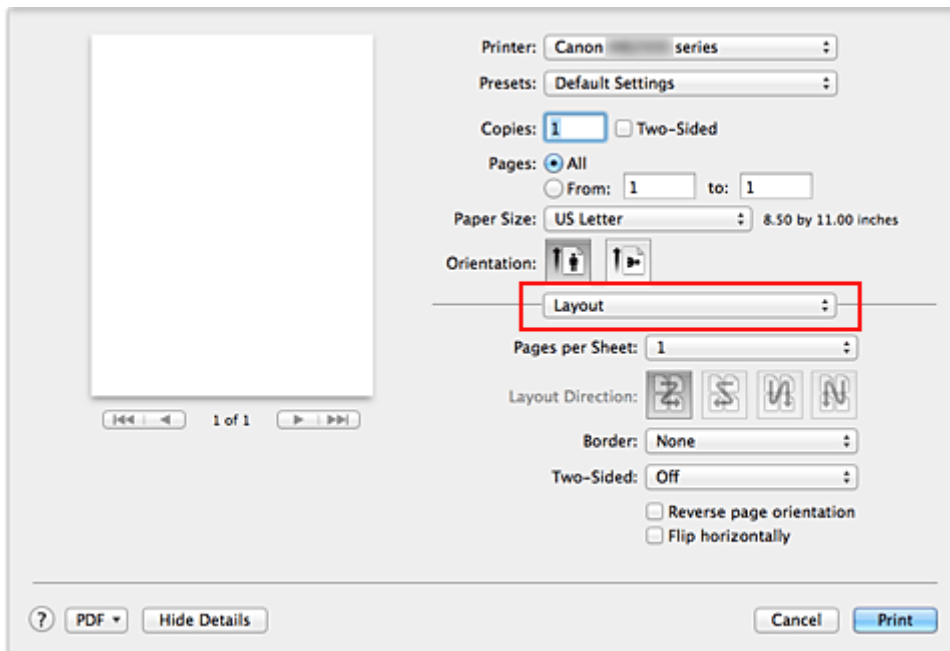 Printer: Canon series
Presets: Default Settings
Copies: 1 Two-Sided
Pages: All
From: 1 to: 1
Paper Size: US Letter 8.50 by 11.00 inches
Orientation:
Layout
Pages per Sheet: 1
Layout Direction:
1 of 1
Border: None
Two-Sided: Off
Reverse page orientation
Flip horizontally
? PDF Hide Details Cancel Print